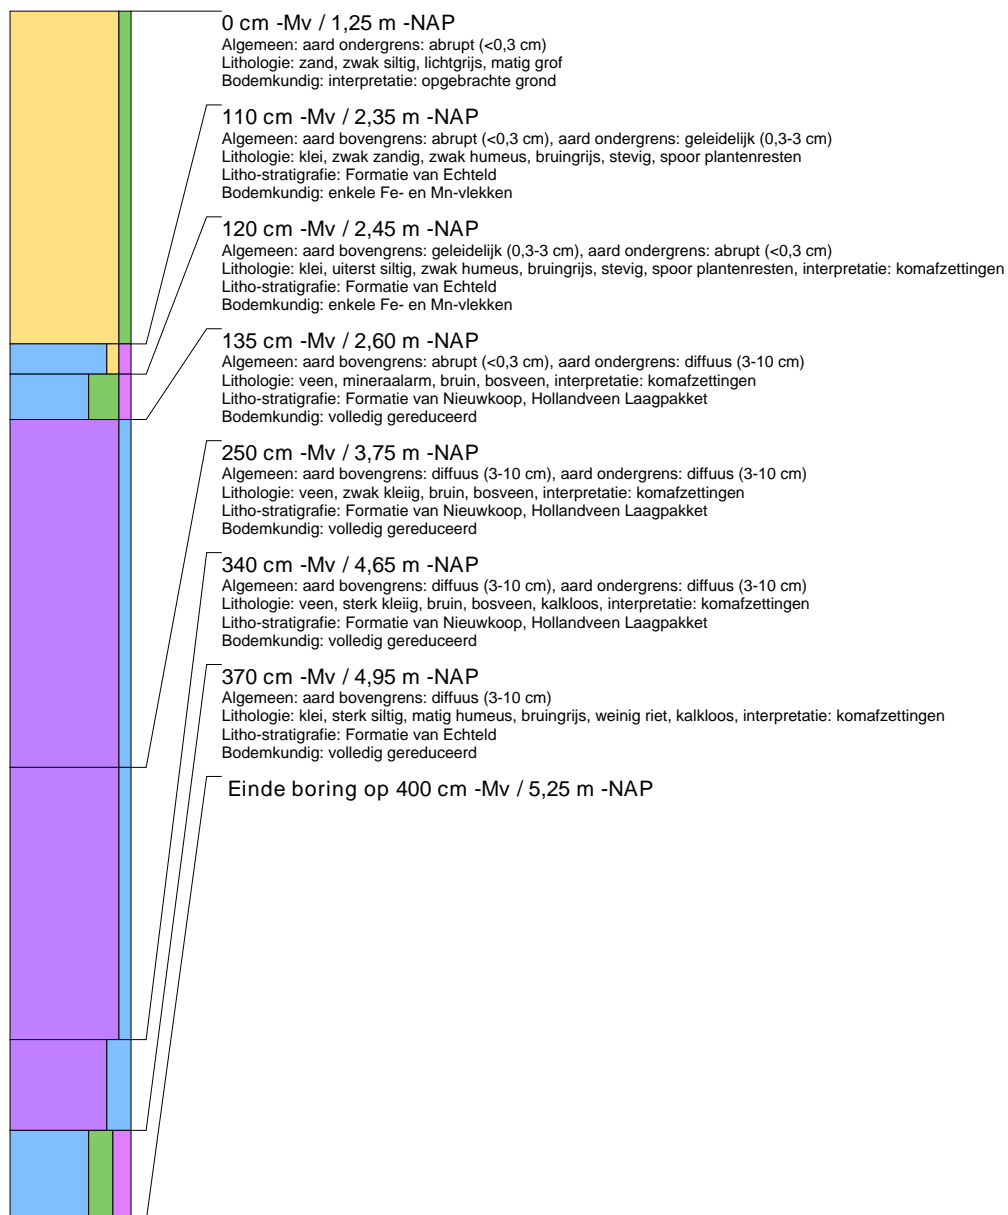 0 cm -Mv / 1,25 m -NAP
Algemeen: aard ondergrens: abrupt (<0,3 cm)
Lithologie: zand, zwak siltig, lichtgrijs, matig grof
Bodemkundig: interpretatie: opgebrachte grond
110 cm -Mv / 2,35 m -NAP
Algemeen: aard bovengrens: abrupt (<0,3 cm), aard ondergrens: geleidelijk (0,3-3 cm)
Lithologie: klei, zwak zandig, zwak humeus, bruingrijs, stevig, spoor plantenresten
Litho-stratigrafie: Formatie van Echteld
Bodemkundig: enkele Fe- en Mn-vlekken
120 cm -Mv / 2,45 m -NAP
Algemeen: aard bovengrens: geleidelijk (0,3-3 cm), aard ondergrens: abrupt (<0,3 cm)
Lithologie: klei, uiterst siltig, zwak humeus, bruingrijs, stevig, spoor plantenresten, interpretatie: komafzettingen
Litho-stratigrafie: Formatie van Echteld
Bodemkundig: enkele Fe- en Mn-vlekken
135 cm -Mv / 2,60 m -NAP
Algemeen: aard bovengrens: abrupt (<0,3 cm), aard ondergrens: diffuus (3-10 cm)
Lithologie: veen, mineraalarm, bruin, bosveen, interpretatie: komafzettingen
Litho-stratigrafie: Formatie van Nieuwkoop, Hollandveen Laagpakket
Bodemkundig: volledig gereduceerd
250 cm -Mv / 3,75 m -NAP
Algemeen: aard bovengrens: diffuus (3-10 cm), aard ondergrens: diffuus (3-10 cm)
Lithologie: veen, zwak kleiig, bruin, bosveen, interpretatie: komafzettingen
Litho-stratigrafie: Formatie van Nieuwkoop, Hollandveen Laagpakket
Bodemkundig: volledig gereduceerd
340 cm -Mv / 4,65 m -NAP
Algemeen: aard bovengrens: diffuus (3-10 cm), aard ondergrens: diffuus (3-10 cm)
Lithologie: veen, sterk kleiig, bruin, bosveen, kalkloos, interpretatie: komafzettingen
Litho-stratigrafie: Formatie van Nieuwkoop, Hollandveen Laagpakket
Bodemkundig: volledig gereduceerd
370 cm -Mv / 4,95 m -NAP
Algemeen: aard bovengrens: diffuus (3-10 cm)
Lithologie: klei, sterk siltig, matig humeus, bruingrijs, weinig riet, kalkloos, interpretatie: komafzettingen
Litho-stratigrafie: Formatie van Echteld
Bodemkundig: volledig gereduceerd
Einde boring op 400 cm -Mv / 5,25 m -NAP